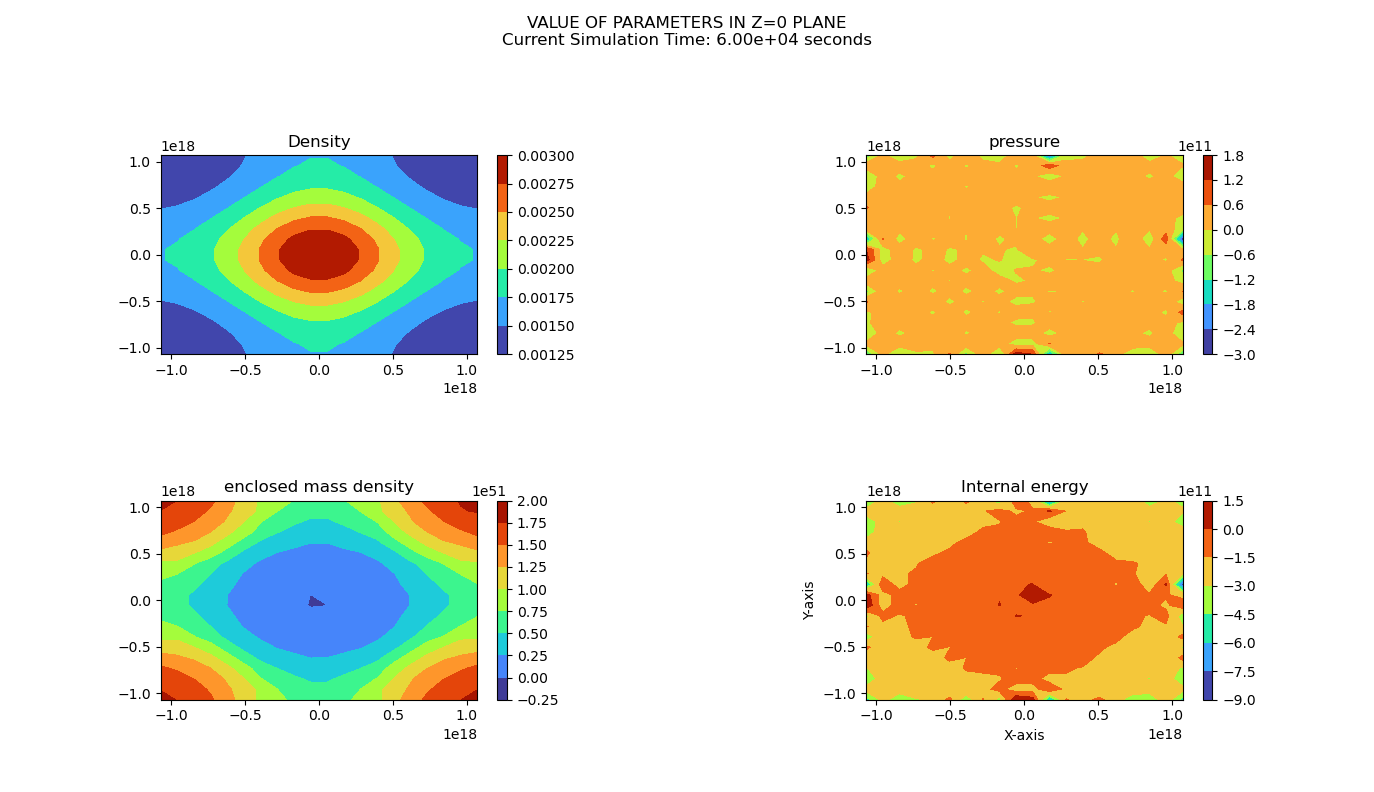 VALUE OF PARAMETERS IN Z=0 PLANE
Current Simulation Time: 6.00e+04 seconds
Density
1e18
1.0
0.5
0.0
−0.5
−1.0
−1.0 −0.5 0.0 0.5 1.0
1e18
0.00300
0.00275
0.00250
0.00225
0.00200
0.00175
0.00150
0.00125
pressure
1e18
1e11
1.0
0.5
0.0
−0.5
−1.0
−1.0 −0.5 0.0 0.5 1.0
1e18
1.8
1.2
0.6
0.0
−0.6
−1.2
−1.8
−2.4
−3.0
enclosed mass density
1e18
1e51
1.0
0.5
0.0
−0.5
−1.0
−1.0 −0.5 0.0 0.5 1.0
1e18
2.00
1.75
1.50
1.25
1.00
0.75
0.50
0.25
0.00
−0.25
Internal energy
1e18
1e11
Y-axis
1.0
0.5
0.0
−0.5
−1.0
−1.0 −0.5 0.0 0.5 1.0
X-axis
1e18
1.5
0.0
−1.5
−3.0
−4.5
−6.0
−7.5
−9.0